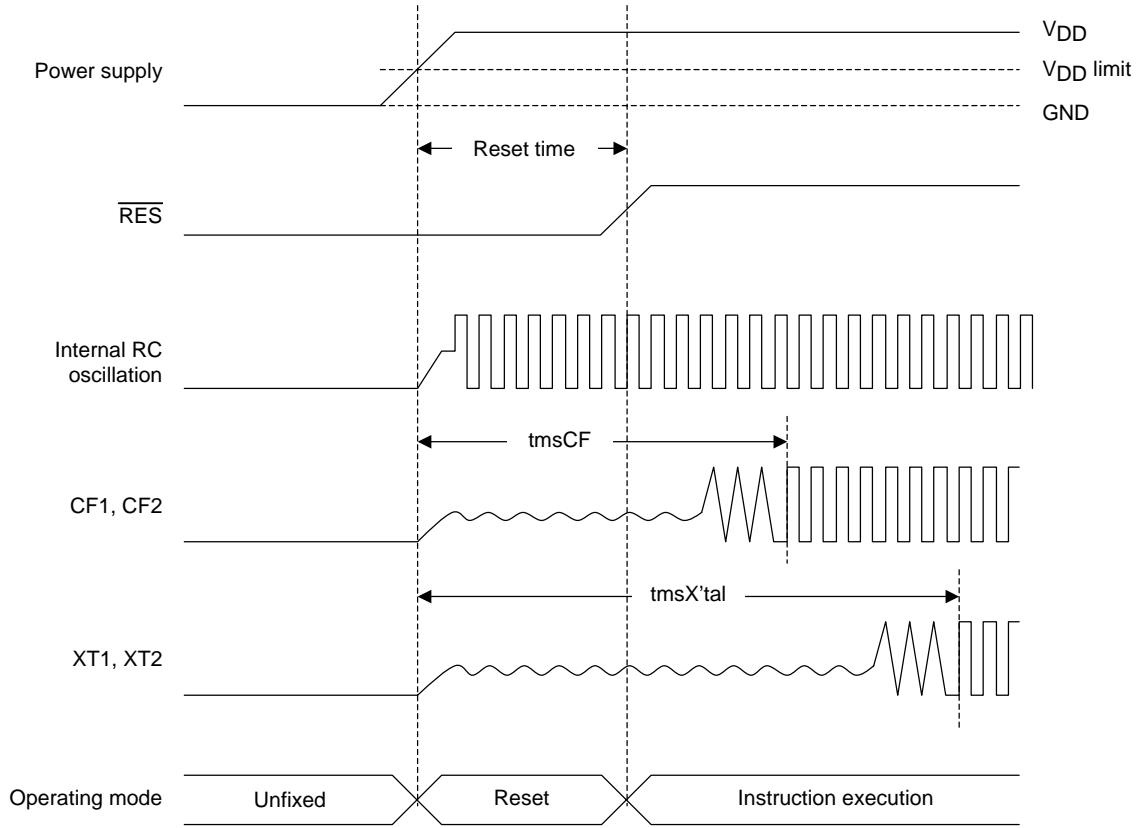 VDD
Power supply
VDD limit
GND
Reset time
RES
Internal RC
oscillation
tmsCF
CF1, CF2
tmsX'tal
XT1, XT2
Operating mode
Unfixed
Reset
Instruction execution